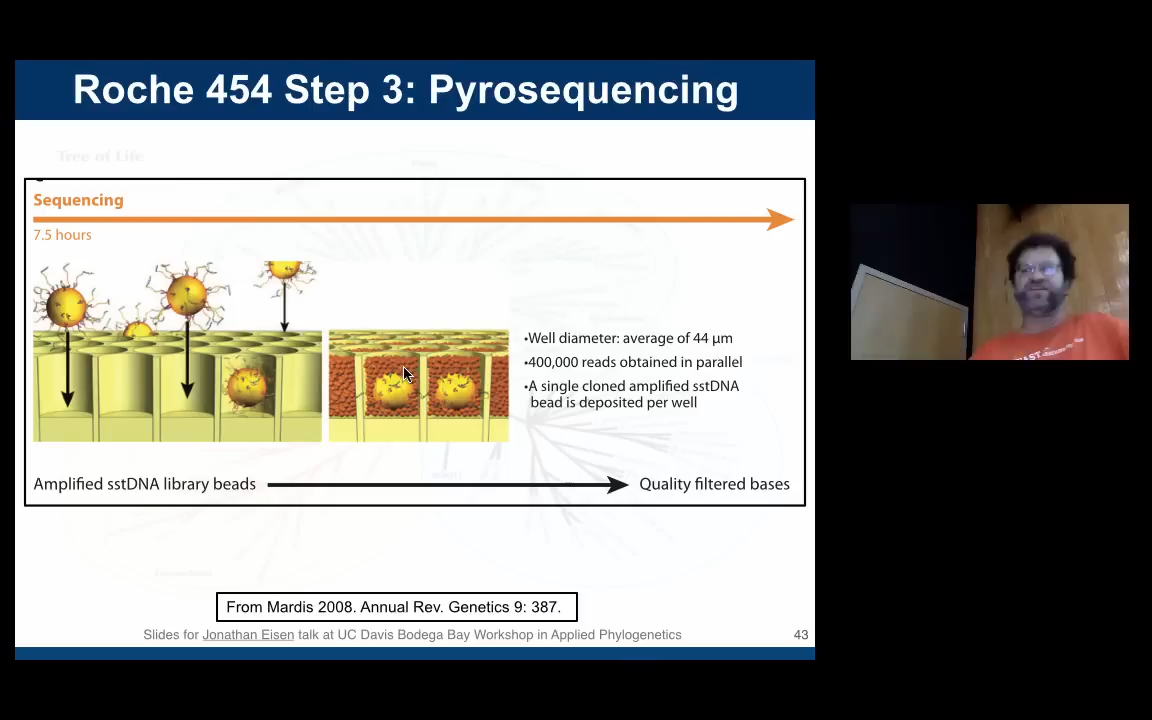 Roche 454 Step 3: Pyrosequencing
Tree of Life
Sequencing
7.5 hours
•Well diameter: average of 44 μm
•400,000 reads obtained in parallel
•A single cloned amplified sstDNA
bead is deposited per well
Amplified sstDNA library beads
Quality filtered bases
From Mardis 2008. Annual Rev. Genetics 9: 387.
Slides for Jonathan Eisen talk at UC Davis Bodega Bay Workshop in Applied Phylogenetics
43